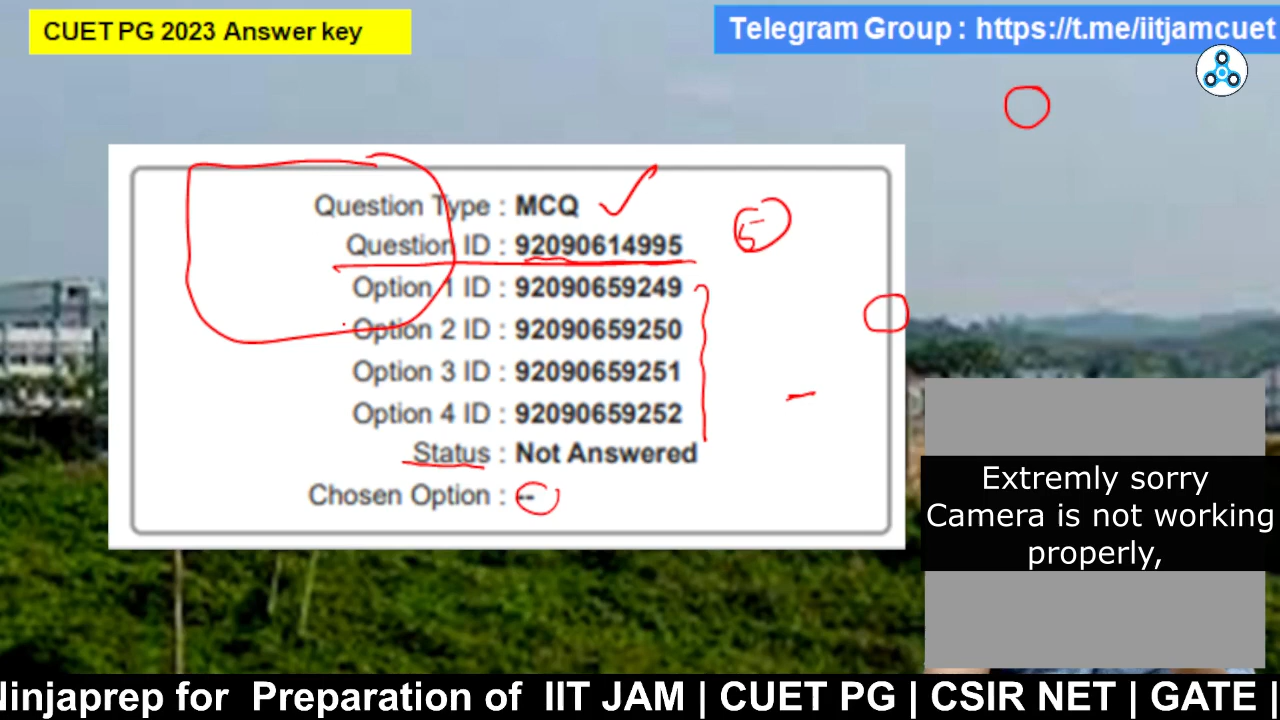 CUET PG 2023 Answer key
Telegram Group : https://t.me/iitjamcuet
Question Type : MCQ
Question ID : 92090614995
5
Option 1 ID : 92090659249
Option 2 ID : 92090659250
Option 3 ID : 92090659251
Option 4 ID : 92090659252
Status : Not Answered
Chosen Option : --
Extremly sorry
Camera is not working
properly,
Ninjaprep for Preparation of IIT JAM | CUET PG | CSIR NET | GATE |